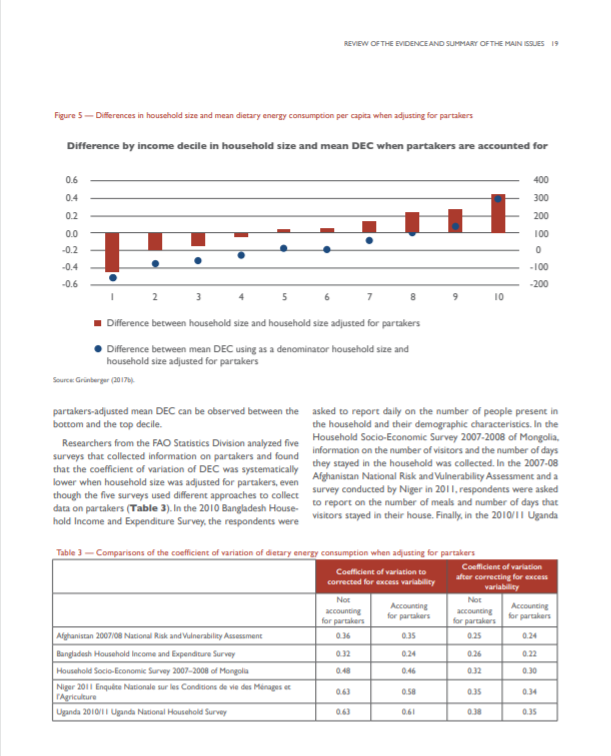 REVIEW OF THE EVIDENCE AND SUMMARY OF THE MAIN ISSUES 19
Figure 5 — Differences in household size and mean dietary energy consumption per capita when adjusting for partakers
Difference by income decile in household size and mean DEC when partakers are accounted for
0.6 400
0.4 300
0.2 200
0.0 100
-0.2 0
-0.4 -100
-0.6 -200
1 2 3 4 5 6 7 8 9 10
Difference between household size and household size adjusted for partakers
Difference between mean DEC using as a denominator household size and
household size adjusted for partakers
Source: Grünberger (2017b).
partakers-adjusted mean DEC can be observed between the
bottom and the top decile.
Researchers from the FAO Statistics Division analyzed five
surveys that collected information on partakers and found
that the coefficient of variation of DEC was systematically
lower when household size was adjusted for partakers, even
though the five surveys used different approaches to collect
data on partakers (Table 3). In the 2010 Bangladesh House-
hold Income and Expenditure Survey, the respondents were
asked to report daily on the number of people present in
the household and their demographic characteristics. In the
Household Socio-Economic Survey 2007-2008 of Mongolia,
information on the number of visitors and the number of days
they stayed in the household was collected. In the 2007-08
Afghanistan National Risk and Vulnerability Assessment and a
survey conducted by Niger in 2011, respondents were asked
to report on the number of meals and number of days that
visitors stayed in their house. Finally, in the 2010/11 Uganda
Table 3 — Comparisons of the coefficient of variation of dietary energy consumption when adjusting for partakers
Coefficient of variation to
corrected for excess variability
Coefficient of variation
after correcting for excess
variability
Not
accounting
for partakers
Accounting
for partakers
Not
accounting
for partakers
Accounting
for partakers
Afghanistan 2007/08 National Risk and Vulnerability Assessment 0.36 0.35 0.25 0.24
Bangladesh Household Income and Expenditure Survey 0.32 0.24 0.26 0.22
Household Socio-Economic Survey 2007–2008 of Mongolia 0.48 0.46 0.32 0.30
Niger 2011 Enquête Nationale sur les Conditions de vie des Ménages et
l'Agriculture 0.63 0.58 0.35 0.34
Uganda 2010/11 Uganda National Household Survey 0.63 0.61 0.38 0.35